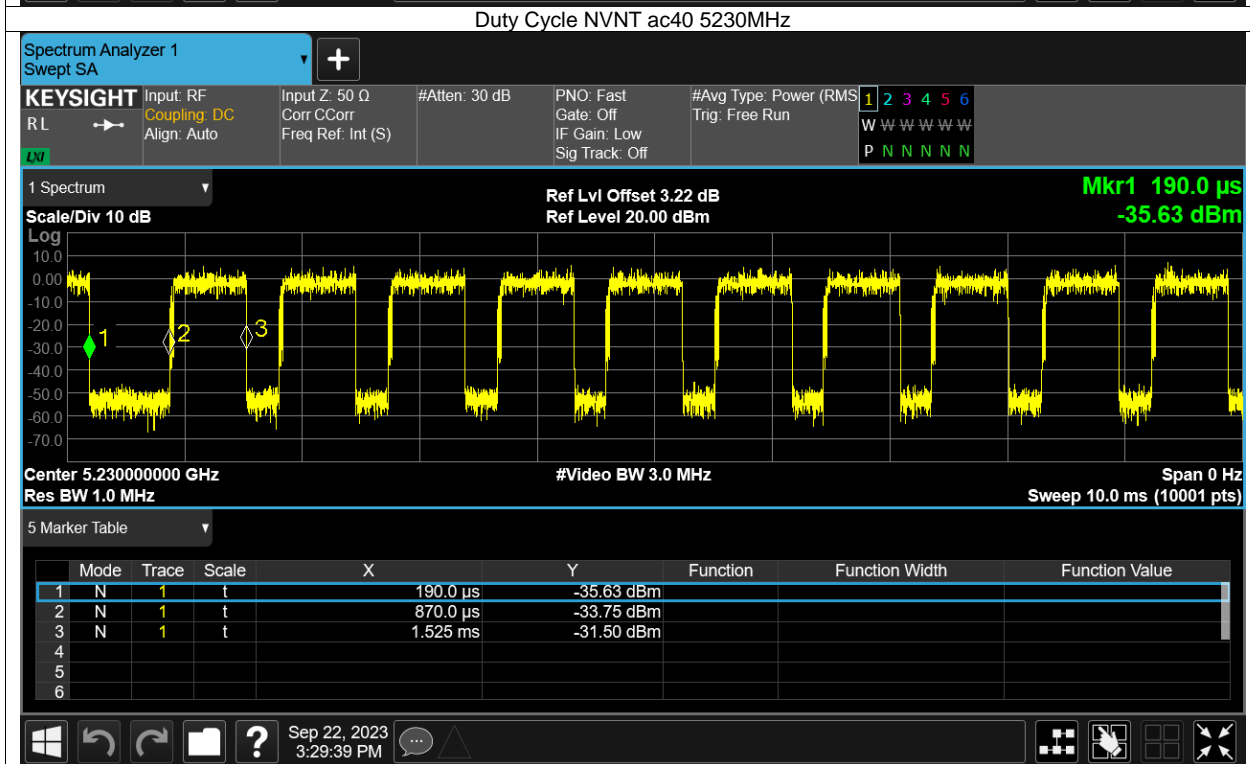 Duty Cycle NVNT ac40 5230MHz
Spectrum Analyzer 1
Swept SA
+
KEYSIGHT Input: RF Input Z: 50 Ω #Atten: 30 dB PNO: Fast #Avg Type: Power (RMS 1 2 3 4 5 6
R L Coupling: DC Corr CCorr Gate: Off Trig: Free Run
Align: Auto Freq Ref: Int (S) IF Gain: Low W W W W W W
LXI Sig Track: Off P N N N N N
1 Spectrum Ref Lvl Offset 3.22 dB Mkr1 190.0 µs
Scale/Div 10 dB Ref Level 20.00 dBm -35.63 dBm
Log
10.0
0.00
-10.0
-20.0
1 2 3
-30.0
-40.0
-50.0
-60.0
-70.0
Center 5.230000000 GHz #Video BW 3.0 MHz Span 0 Hz
Res BW 1.0 MHz Sweep 10.0 ms (10001 pts)
5 Marker Table
Mode Trace Scale X Y Function Function Width Function Value
1 N 1 t 190.0 µs -35.63 dBm
2 N 1 t 870.0 µs -33.75 dBm
3 N 1 t 1.525 ms -31.50 dBm
4
5
6
? Sep 22, 2023
3:29:39 PM